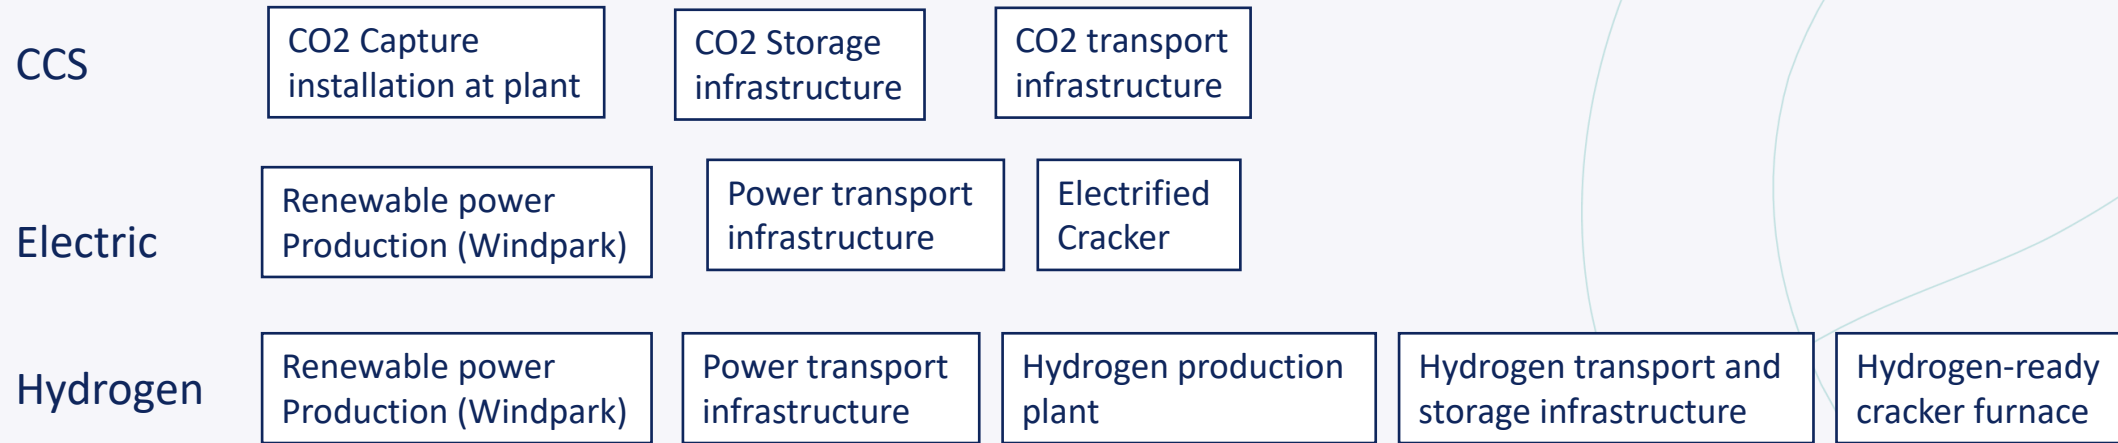 CCS
CO2 Capture
installation at plant
CO2 Storage
infrastructure
CO2 transport
infrastructure
Electric
Renewable power
Production (Windpark)
Power transport
infrastructure
Electrified
Cracker
Hydrogen
Renewable power
Production (Windpark)
Power transport
infrastructure
Hydrogen production
plant
Hydrogen transport and
storage infrastructure
Hydrogen-ready
cracker furnace